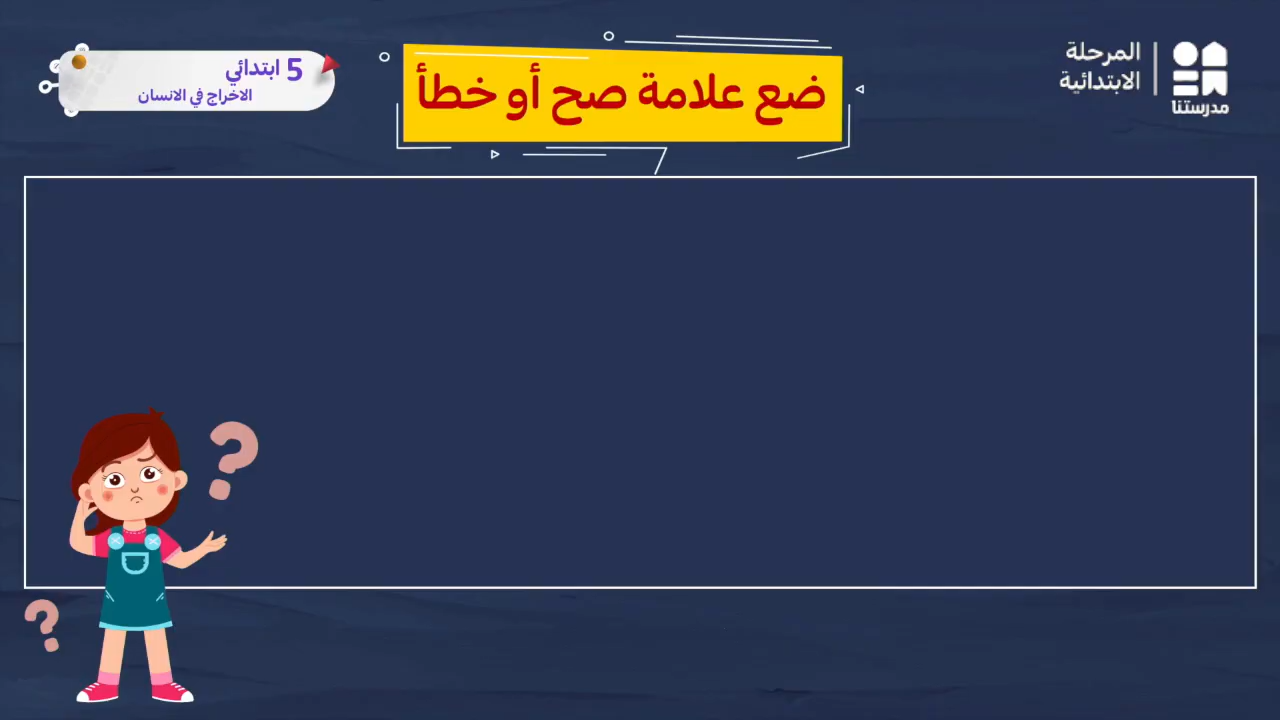 المرحلة
الابتدائية
مدرستنا
ضع علامة صح أو خطأ
5 ابتدائي
الاخراج في الانسان
?
?